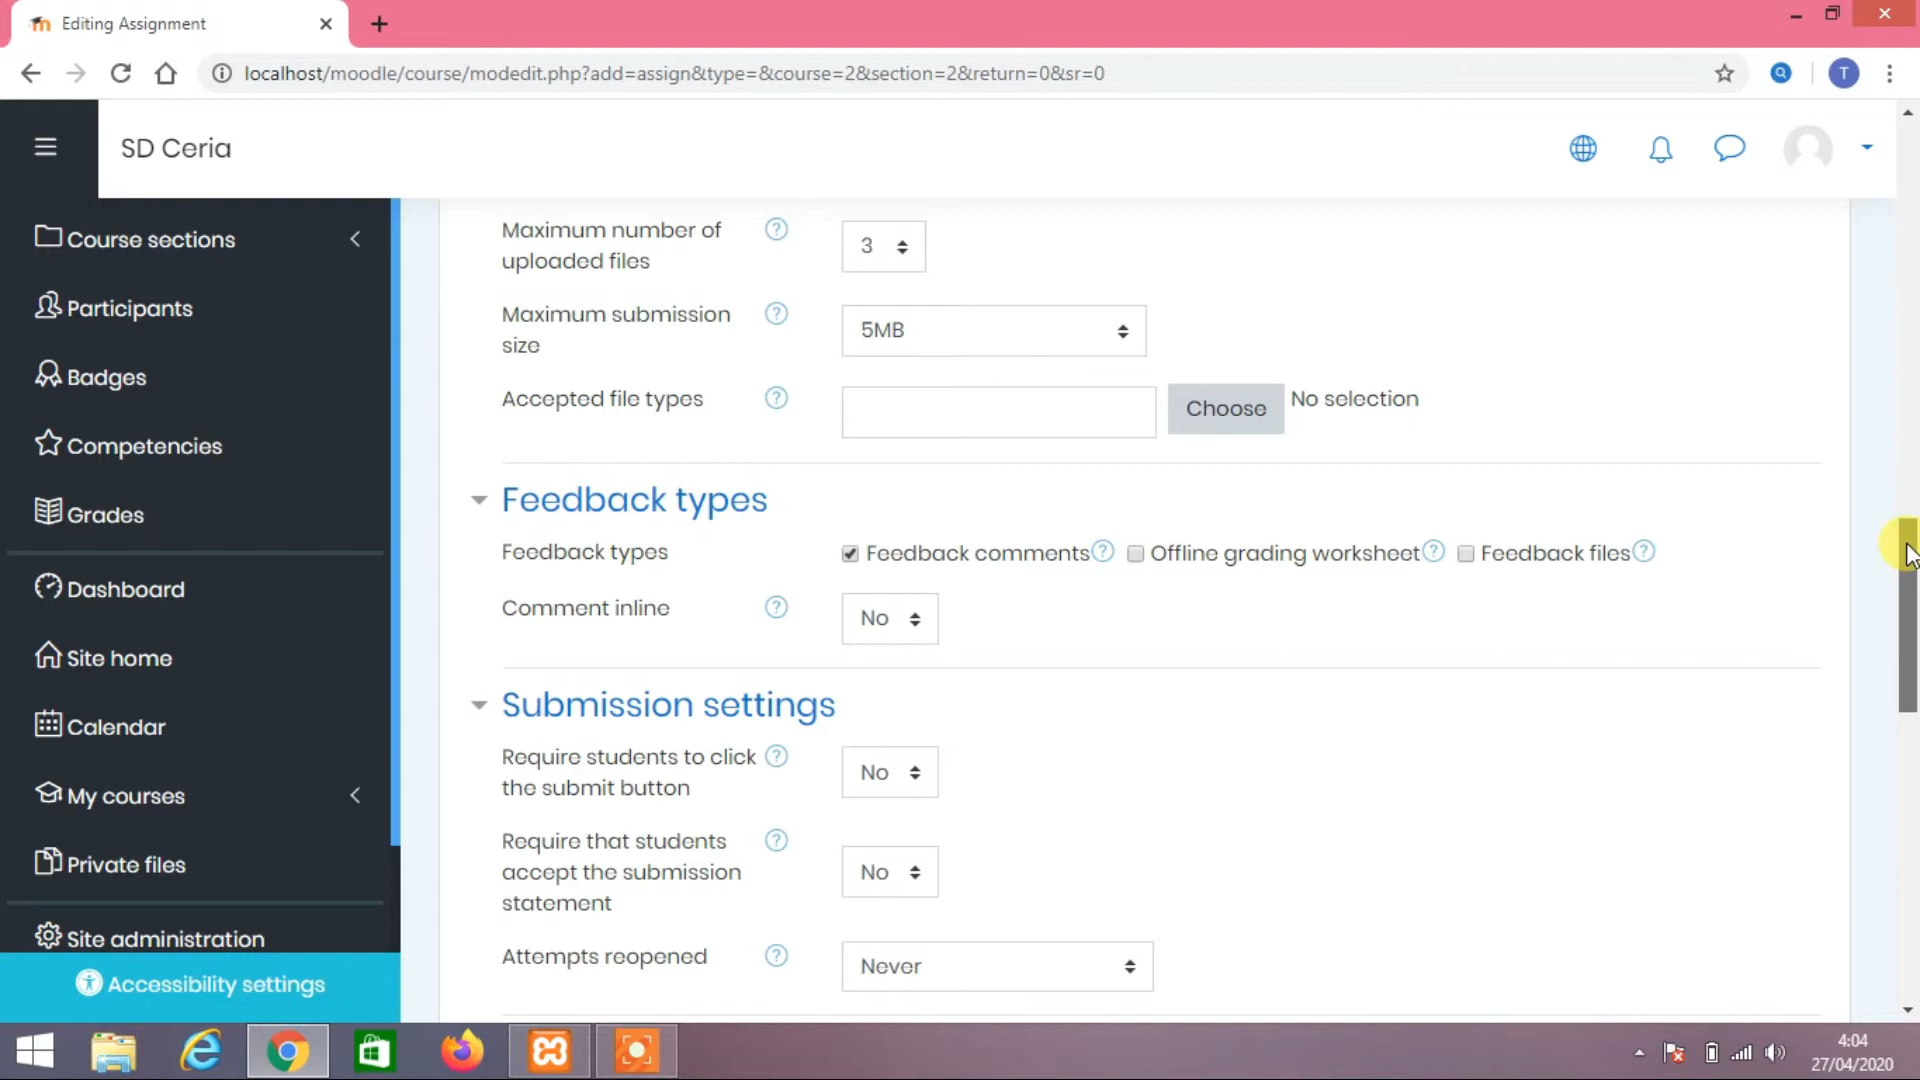 Editing Assignment
localhost/moodle/course/modedit.php?add=assign&type=&course=2&section=2&return=0&sr=0
T
SD Ceria
Course sections
Participants
Badges
Competencies
Grades
Dashboard
Site home
Calendar
My courses
Private files
Site administration
Accessibility settings
Maximum number of
uploaded files
3
Maximum submission
size
5MB
Accepted file types
Choose
No selection
Feedback types
Feedback types
Feedback comments
Offline grading worksheet
Feedback files
Comment inline
No
Submission settings
Require students to click
the submit button
No
Require that students
accept the submission
statement
No
Attempts reopened
Never
4:04
27/04/2020